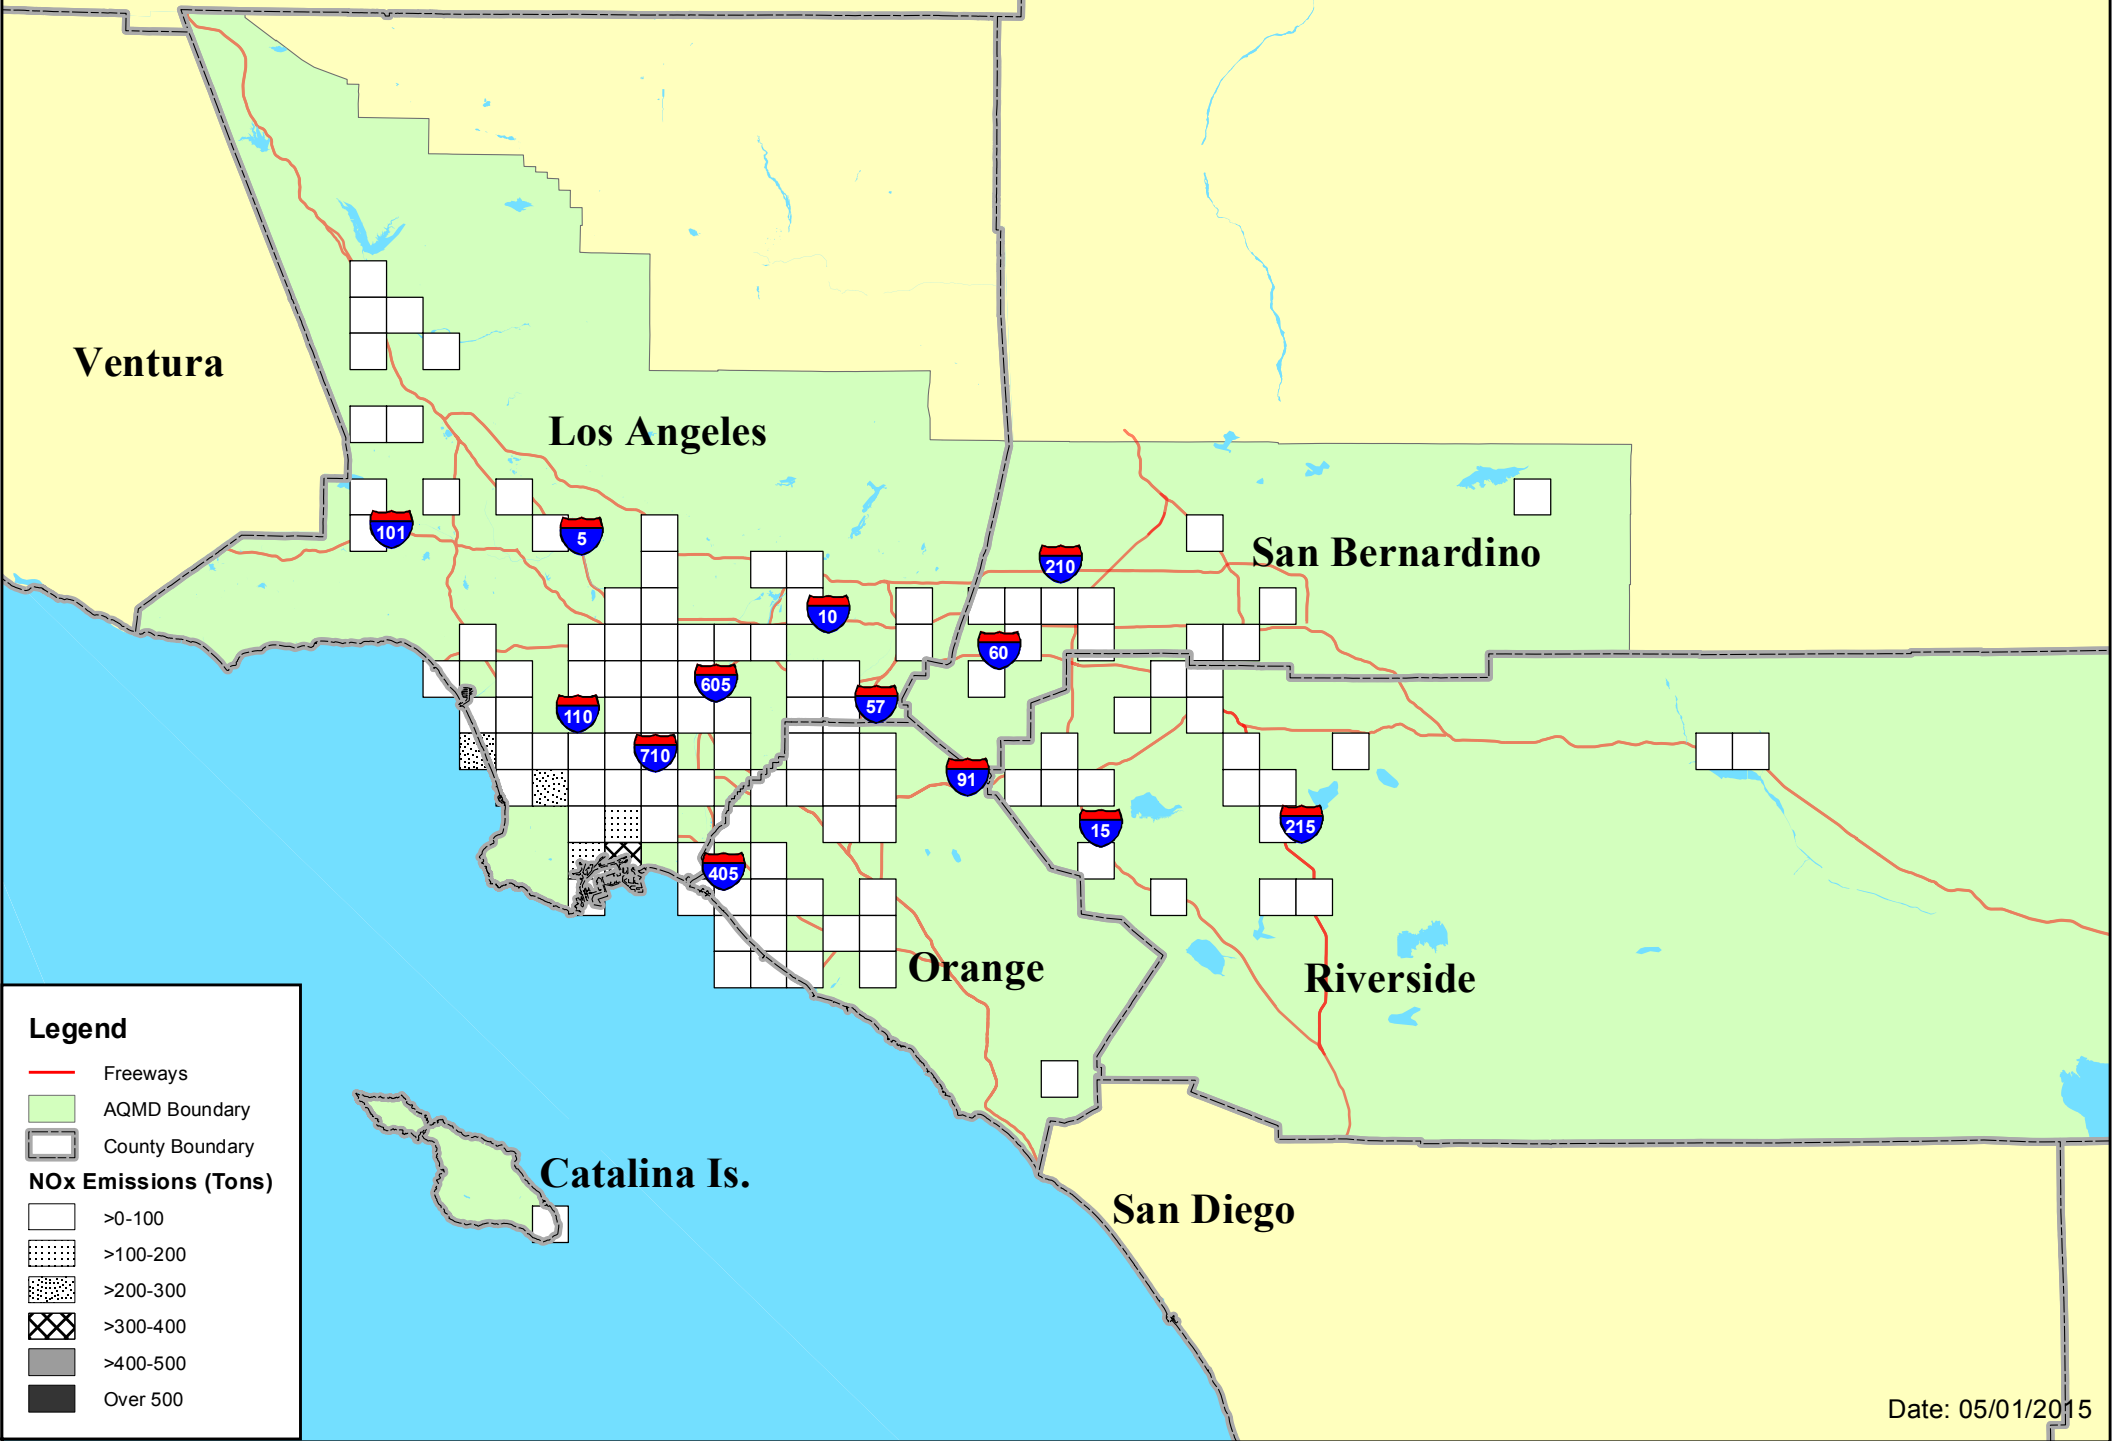 Ventura
Los Angeles
101
5
210
San Bernardino
10
60
605
57
110
710
91
15
215
405
Orange
Riverside
Legend
Freeways
AQMD Boundary
County Boundary
NOx Emissions (Tons)
>0-100
>100-200
>200-300
>300-400
>400-500
Over 500
Catalina Is.
San Diego
Date: 05/01/2015